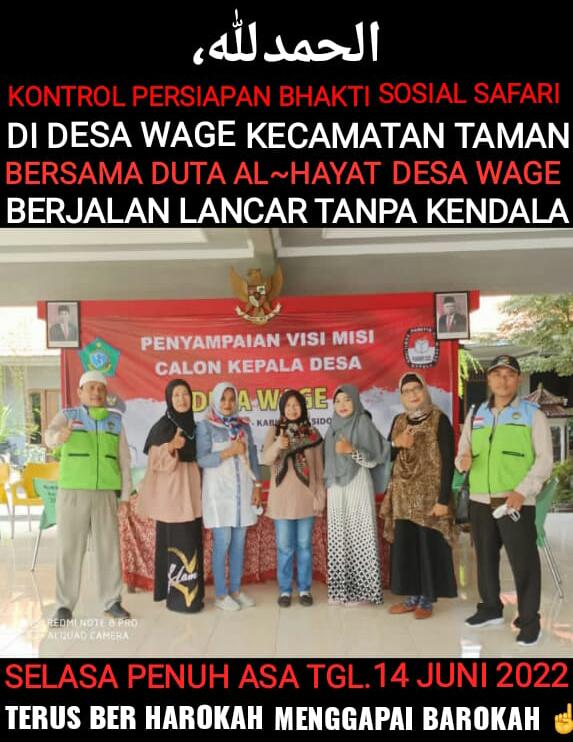 الحمدلله،
KONTROL PERSIAPAN BHAKTI SOSIAL SAFARI
DI DESA WAGE KECAMATAN TAMAN
BERSAMA DUTA AL~HAYAT DESA WAGE
BERJALAN LANCAR TANPA KENDALA
PENYAMPAIAN VISI MISI
CALON KEPALA DESA
DESA WAGE
REDMI NOTE 8 PRO
AI QUAD CAMERA
SELASA PENUH ASA TGL.14 JUNI 2022
TERUS BER HAROKAH MENGGAPAI BAROKAH ☝